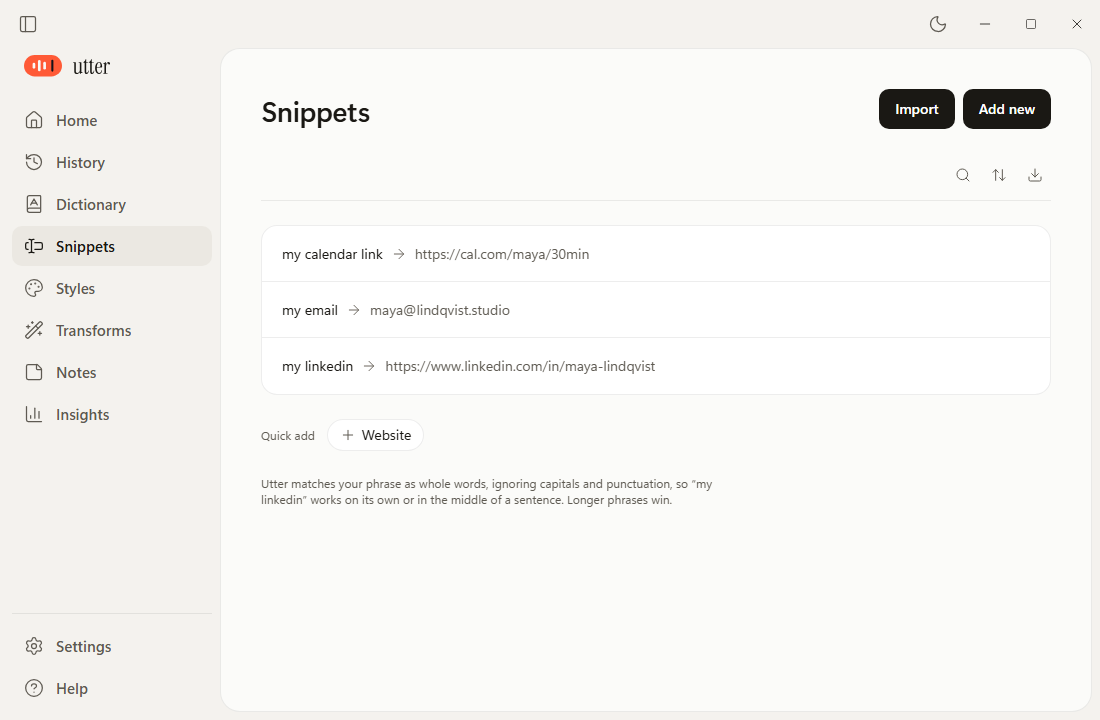 utter
Home
History
Dictionary
Snippets
Styles
Transforms
Notes
Insights
Settings
Help
Snippets
Import
Add new
my calendar link → https://cal.com/maya/30min
my email → maya@lindqvist.studio
my linkedin → https://www.linkedin.com/in/maya-lindqvist
Quick add
+ Website
Utter matches your phrase as whole words, ignoring capitals and punctuation, so “my
linkedin” works on its own or in the middle of a sentence. Longer phrases win.